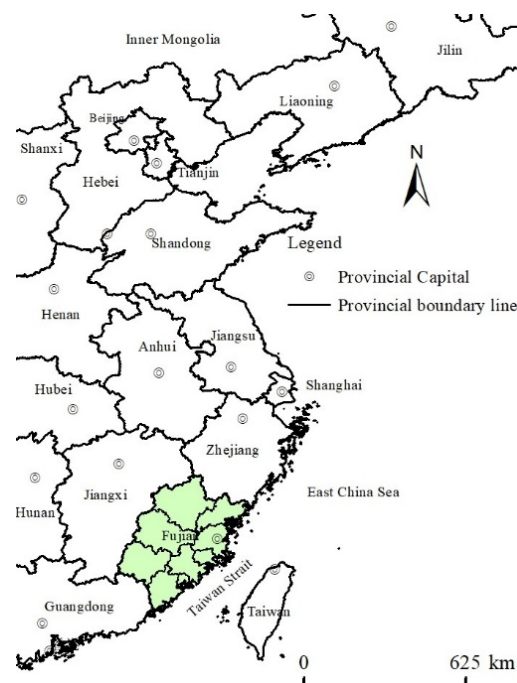 Inner Mongolia
Jilin
Liaoning
Beijing
Shanxi
Tianjin
Hebei
N
Shandong
Legend
Provincial Capital
Provincial boundary line
Henan
Jiangsu
Anhui
Shanghai
Hubei
Zhejiang
East China Sea
Jiangxi
Hunan
Fujian
Taiwan Strait
Guangdong
Taiwan
0 625 km